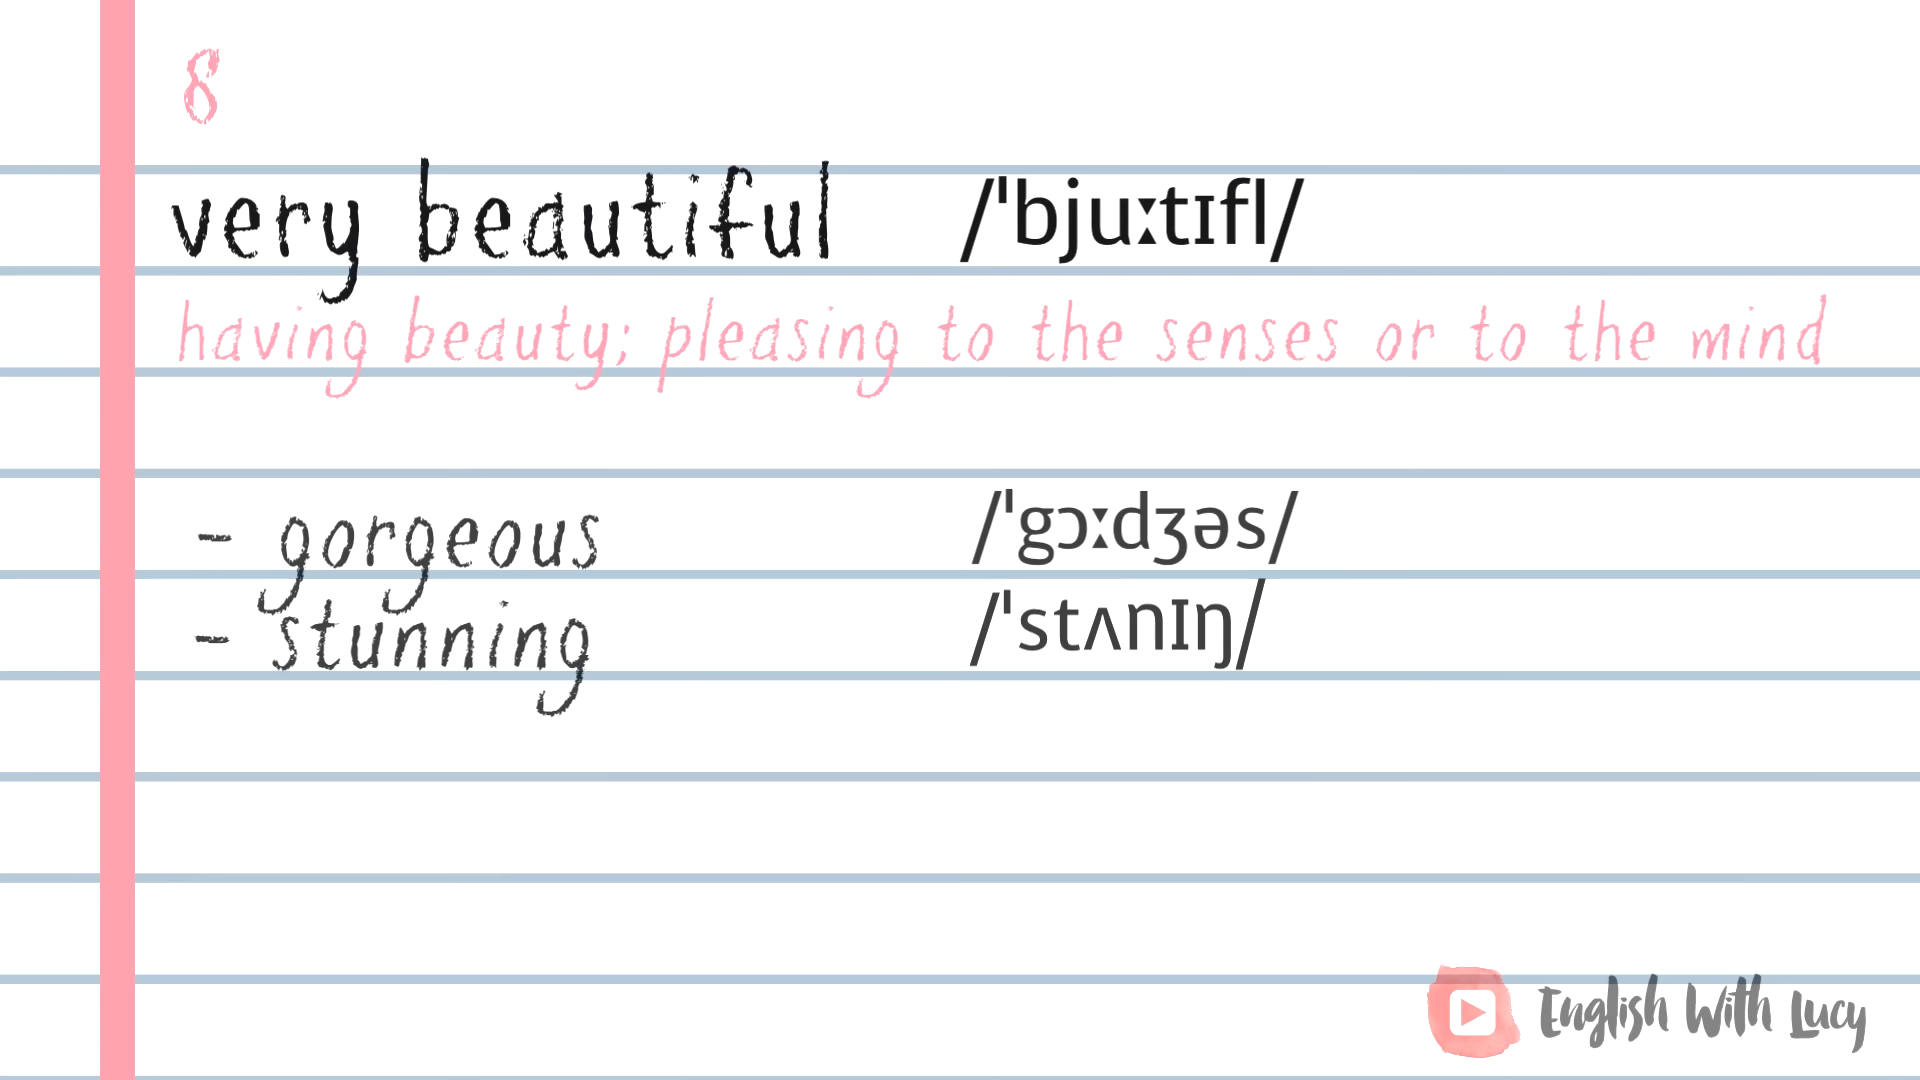 8
very beautiful /ˈbjuːtɪfl/
having beauty; pleasing to the senses or to the mind
- gorgeous /ˈgɔːdʒəs/
- stunning /ˈstʌnɪŋ/
English With Lucy